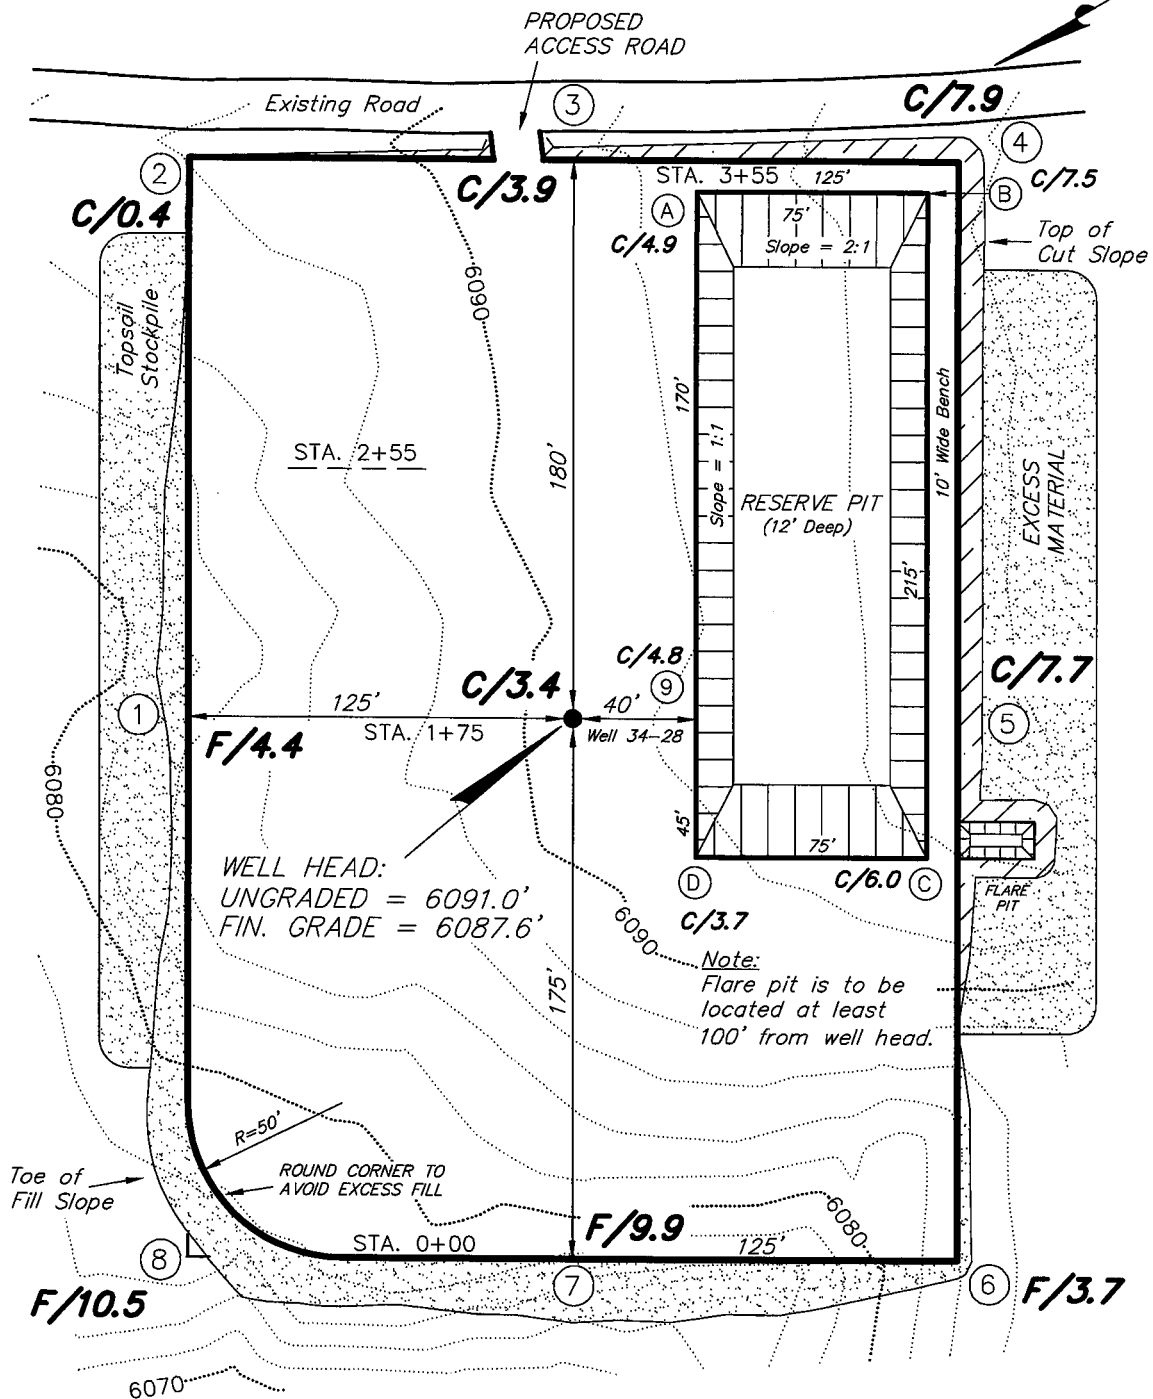 PROPOSED
ACCESS ROAD
Existing Road
3
C/7.9
4
2
C/0.4
C/3.9
STA. 3+55
125'
B
C/7.5
A
C/4.9
75'
Slope = 2:1
Top of
Cut Slope
6090
Topsail
Stockpile
STA. 2+55
180'
170'
Slope = 1:1
RESERVE PIT
(12' Deep)
10' Wide Bench
215'
EXCESS
MATERIAL
C/4.8
9
C/3.4
40'
Well 34-28
C/7.7
5
1
125'
STA. 1+75
F/4.4
6080
WELL HEAD:
UNGRADED = 6091.0'
FIN. GRADE = 6087.6'
45'
75'
D
C/6.0
C
C/3.7
FLARE
PIT
6090
Note:
Flare pit is to be
located at least
100' from well head.
175'
R=50'
ROUND CORNER TO
AVOID EXCESS FILL
Toe of
Fill Slope
F/9.9
6080
STA. 0+00
125'
8
7
6
F/10.5
F/3.7
6070